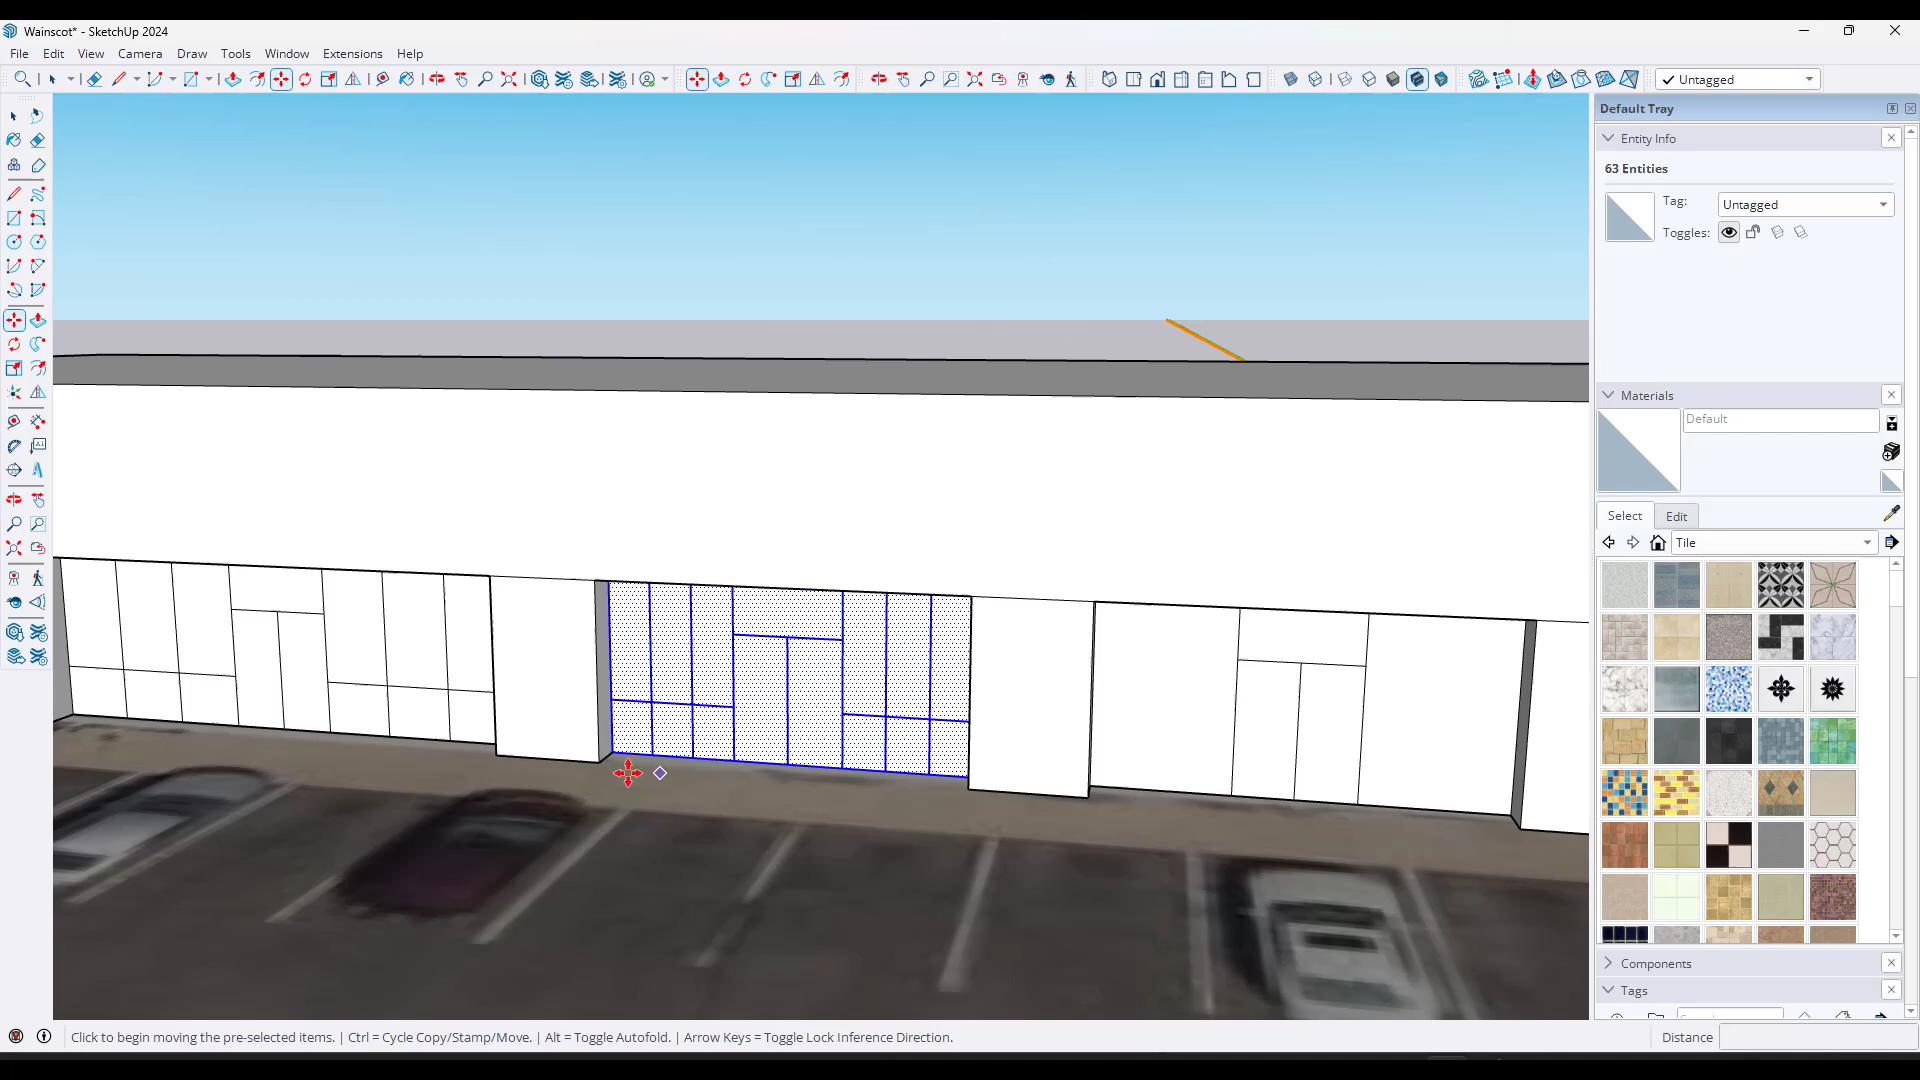 Wainscot* - SketchUp 2024
File Edit View Camera Draw Tools Window Extensions Help
Untagged
Default Tray
Entity Info
63 Entities
Tag: Untagged
Toggles:
Materials
Default
Select Edit
Tile
Components
Tags
Click to begin moving the pre-selected items. | Ctrl = Cycle Copy/Stamp/Move. | Alt = Toggle Autofold. | Arrow Keys = Toggle Lock Inference Direction.
Distance